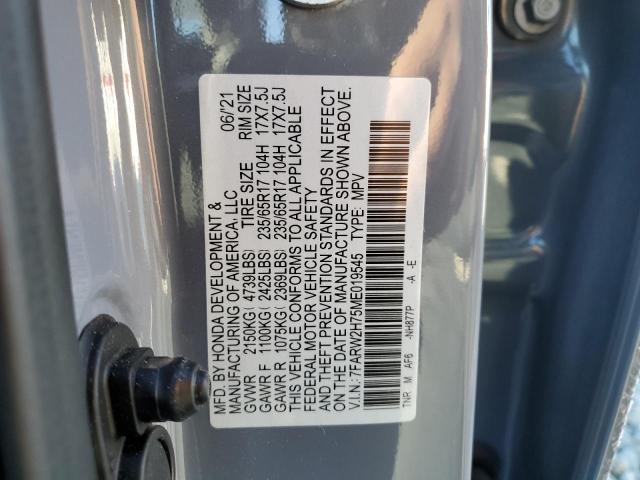 MFD. BY HONDA DEVELOPMENT & 06/21
MANUFACTURING OF AMERICA, LLC
GVWR 2150KG( 4739LBS) TIRE SIZE RIM SIZE
GAWR F 1100KG( 2425LBS) 235/65R17 104H 17X7.5J
GAWR R 1075KG( 2369LBS) 235/65R17 104H 17X7.5J
THIS VEHICLE CONFORMS TO ALL APPLICABLE
FEDERAL MOTOR VEHICLE SAFETY
AND THEFT PREVENTION STANDARDS IN EFFECT
ON THE DATE OF MANUFACTURE SHOWN ABOVE.
V.I.N.:7FARW2H75ME019545 TYPE: MPV
TNR M AF6 -NH877P -A -E